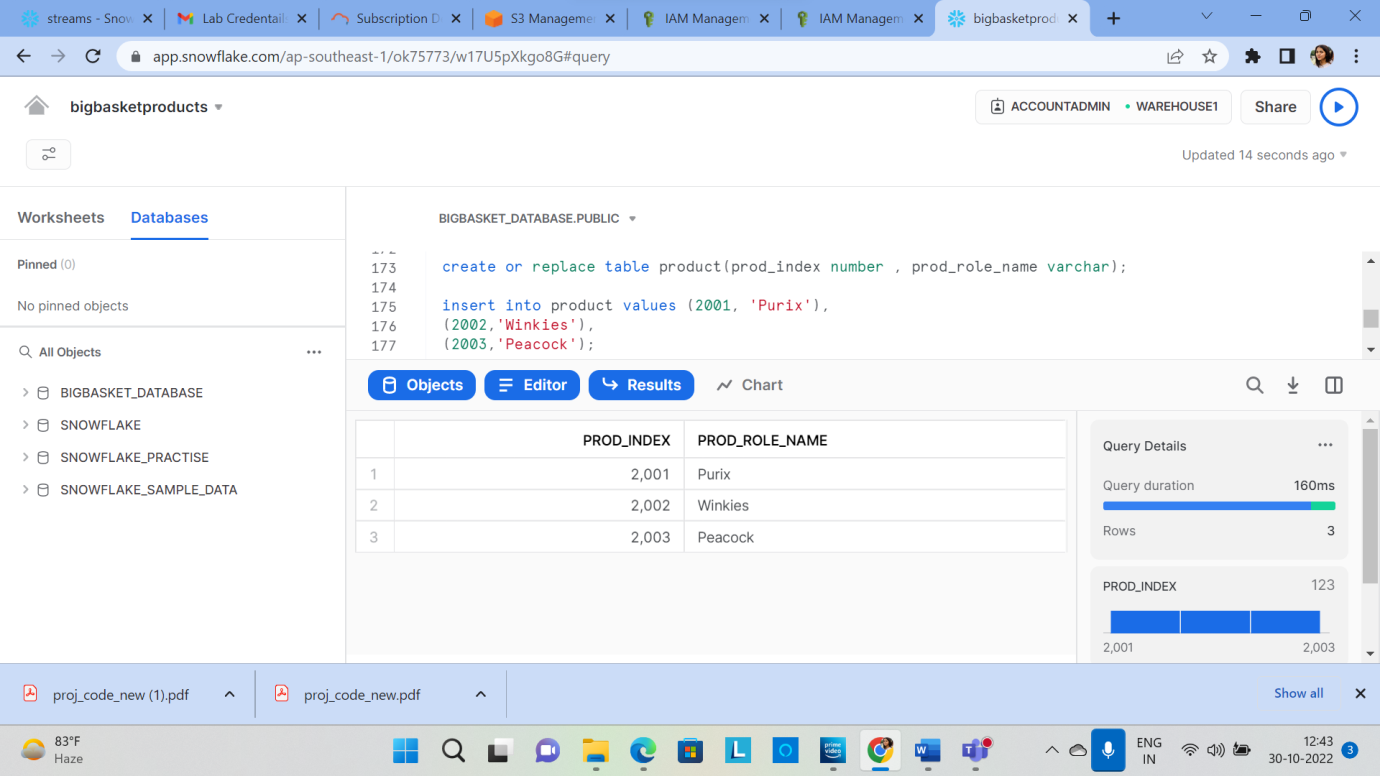 streams - Snow
Lab Credentials
Subscription D
S3 Manageme
IAM Managem
IAM Managem
bigbasketprod
app.snowflake.com/ap-southeast-1/ok75773/w17U5pXkgo8G#query
bigbasketproducts
ACCOUNTADMIN
WAREHOUSE1
Share
Updated 14 seconds ago
Worksheets
Databases
Pinned (0)
No pinned objects
All Objects
BIGBASKET_DATABASE
SNOWFLAKE
SNOWFLAKE_PRACTISE
SNOWFLAKE_SAMPLE_DATA
BIGBASKET_DATABASE.PUBLIC
173 create or replace table product(prod_index number , prod_role_name varchar);
174
175 insert into product values (2001, 'Purix'),
176 (2002,'Winkies'),
177 (2003,'Peacock');
Objects
Editor
Results
Chart
PROD_INDEX PROD_ROLE_NAME
1 2,001 Purix
2 2,002 Winkies
3 2,003 Peacock
Query Details
Query duration 160ms
Rows 3
PROD_INDEX 123
2,001 2,003
proj_code_new (1).pdf
proj_code_new.pdf
Show all
83°F
Haze
prime video
ENG
IN
12:43
30-10-2022
3